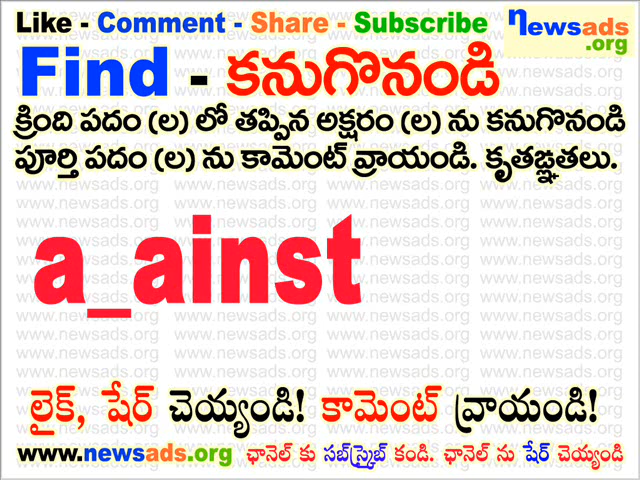 Like - Comment - Share - Subscribe
newsads
.org
Find - కనుగొనండి
క్రింది పదం (ల) లో తప్పిన అక్షరం (ల) ను కనుగొనండి
పూర్తి పదం (ల) ను కామెంట్ వ్రాయండి. కృతఙ్ఞతలు.
a_ainst
లైక్, షేర్ చెయ్యండి! కామెంట్ వ్రాయండి!
www.newsads.org ఛానెల్ కు సబ్‌స్క్రైబ్ కండి. ఛానెల్ ను షేర్ చెయ్యండి